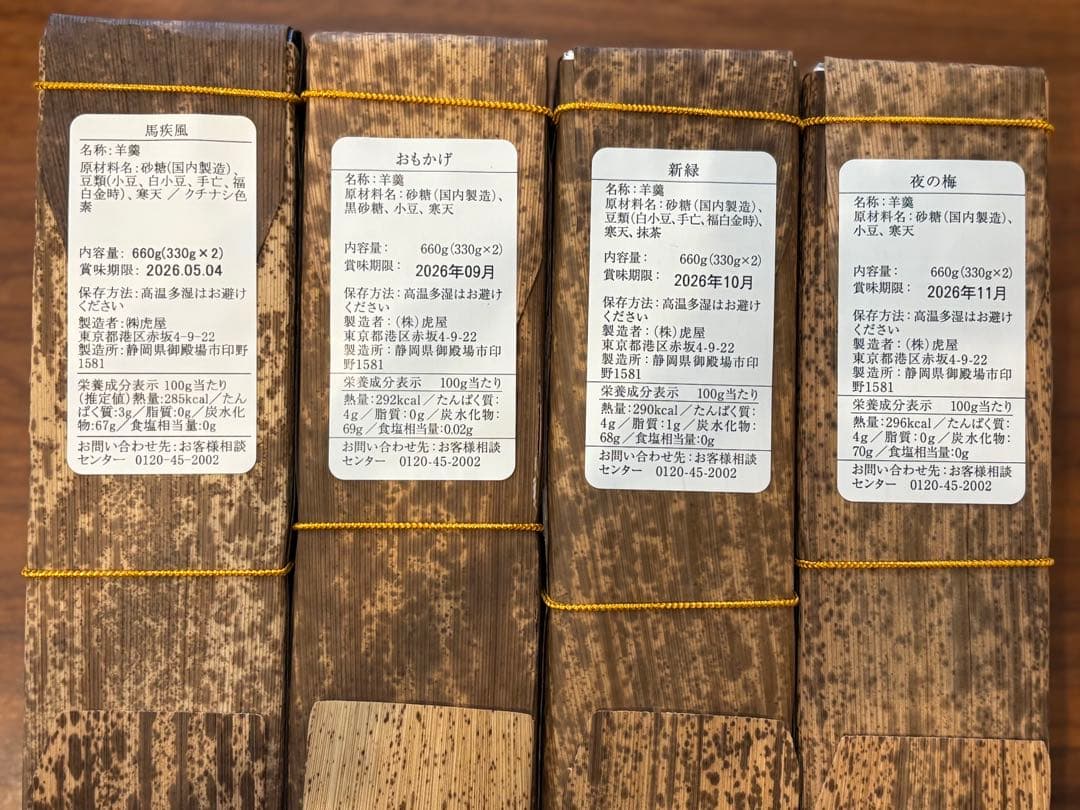 馬疾風
名称:羊羹
原材料名:砂糖(国内製造)、
豆類(小豆、白小豆、手亡、福
白金時)、寒天 / クチナシ色
素
内容量: 660g(330g×2)
賞味期限: 2026.05.04
保存方法:高温多湿はお避け
ください
製造者:㈱虎屋
東京都港区赤坂4-9-22
製造所:静岡県御殿場市印野
1581
栄養成分表示 100g当たり
(推定値)熱量:285kcal/たん
ぱく質:3g/脂質:0g/炭水化
物:67g/食塩相当量:0g
お問い合わせ先:お客様相談
センター 0120-45-2002
おもかげ
名称:羊羹
原材料名:砂糖(国内製造)、
黒砂糖、小豆、寒天
内容量: 660g(330g×2)
賞味期限: 2026年09月
保存方法:高温多湿はお避け
ください
製造者:(株)虎屋
東京都港区赤坂4-9-22
製造所:静岡県御殿場市印
野1581
栄養成分表示 100g当たり
熱量:292kcal/たんぱく質:
4g/脂質:0g/炭水化物:
69g/食塩相当量:0.02g
お問い合わせ先:お客様相談
センター 0120-45-2002
新緑
名称:羊羹
原材料名:砂糖(国内製造)、
豆類(白小豆、手亡、福白金時)、
寒天、抹茶
内容量: 660g(330g×2)
賞味期限: 2026年10月
保存方法:高温多湿はお避け
ください
製造者:(株)虎屋
東京都港区赤坂4-9-22
製造所:静岡県御殿場市印
野1581
栄養成分表示 100g当たり
熱量:290kcal/たんぱく質:
4g/脂質:1g/炭水化物:
68g/食塩相当量:0g
お問い合わせ先:お客様相談
センター 0120-45-2002
夜の梅
名称:羊羹
原材料名:砂糖(国内製造)、
小豆、寒天
内容量: 660g(330g×2)
賞味期限: 2026年11月
保存方法:高温多湿はお避け
ください
製造者:(株)虎屋
東京都港区赤坂4-9-22
製造所:静岡県御殿場市印
野1581
栄養成分表示 100g当たり
熱量:296kcal/たんぱく質:
4g/脂質:0g/炭水化物:
70g/食塩相当量:0g
お問い合わせ先:お客様相談
センター 0120-45-2002